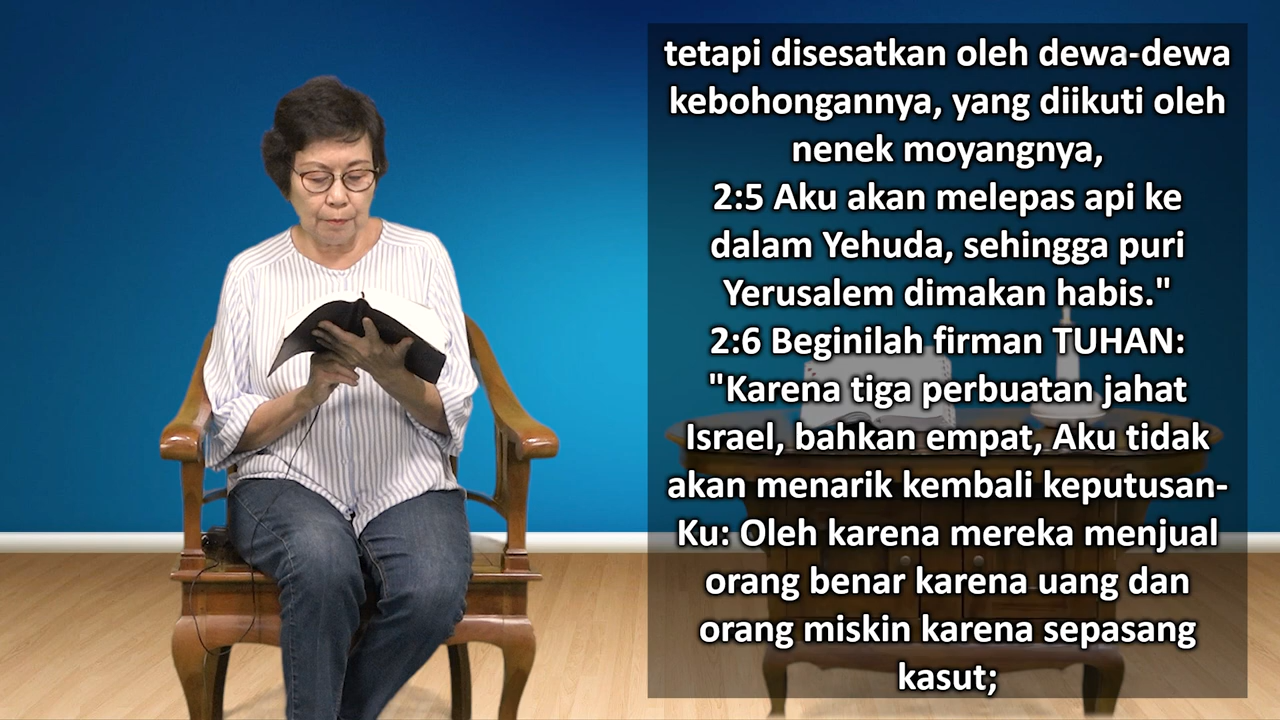 tetapi disesatkan oleh dewa-dewa
kebohongannya, yang diikuti oleh
nenek moyangnya,
2:5 Aku akan melepas api ke
dalam Yehuda, sehingga puri
Yerusalem dimakan habis."
2:6 Beginilah firman TUHAN:
"Karena tiga perbuatan jahat
Israel, bahkan empat, Aku tidak
akan menarik kembali keputusan-
Ku: Oleh karena mereka menjual
orang benar karena uang dan
orang miskin karena sepasang
kasut;